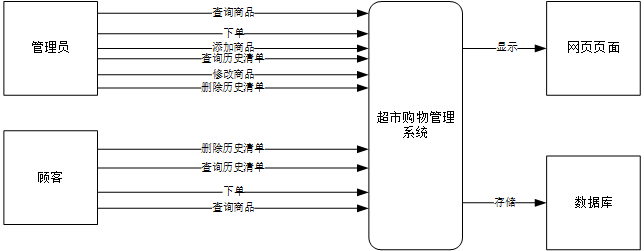 管理员
查询商品
下单
添加商品
查询历史清单
修改商品
删除历史清单
顾客
删除历史清单
查询历史清单
下单
查询商品
超市购物管理
系统
显示
网页页面
存储
数据库